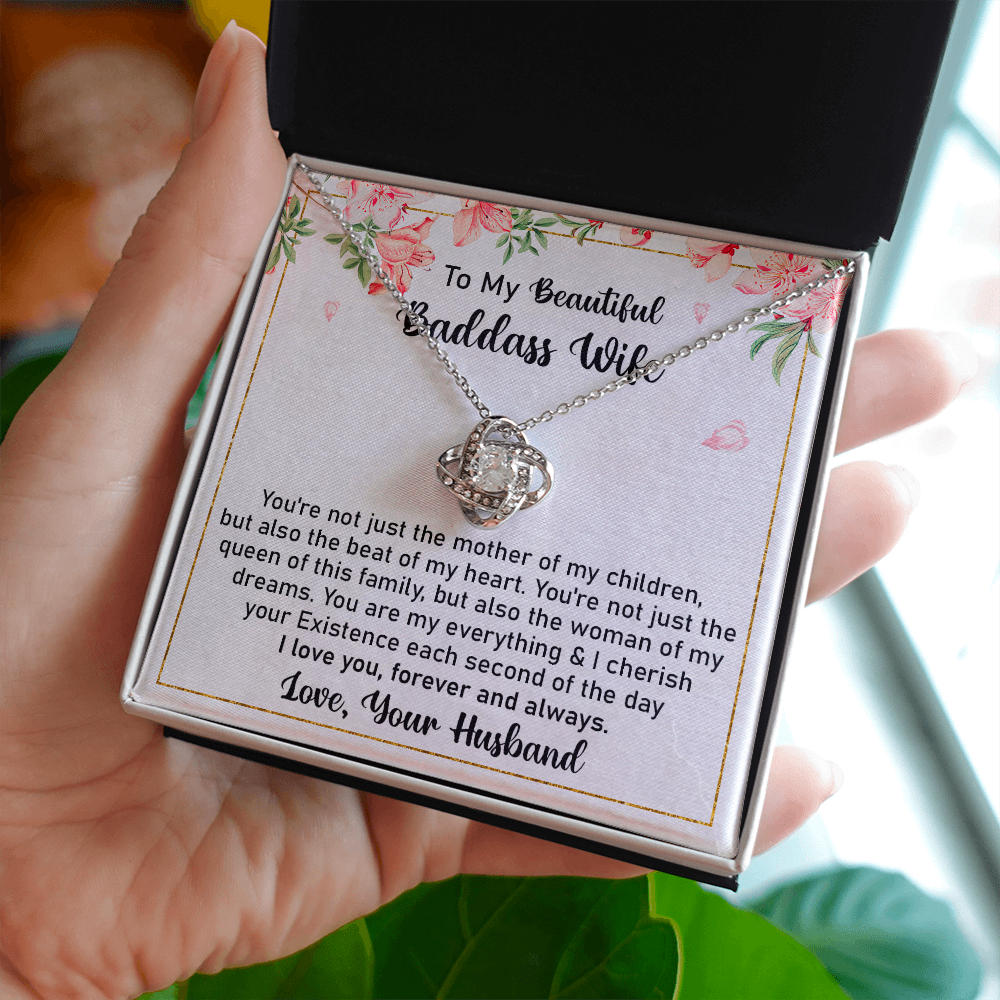 To My Beautiful
Baddass Wife
You're not just the mother of my children,
but also the beat of my heart. You're not just the
queen of this family, but also the woman of my
dreams. You are my everything & I cherish
your Existence each second of the day
I love you, forever and always.
Love, Your Husband